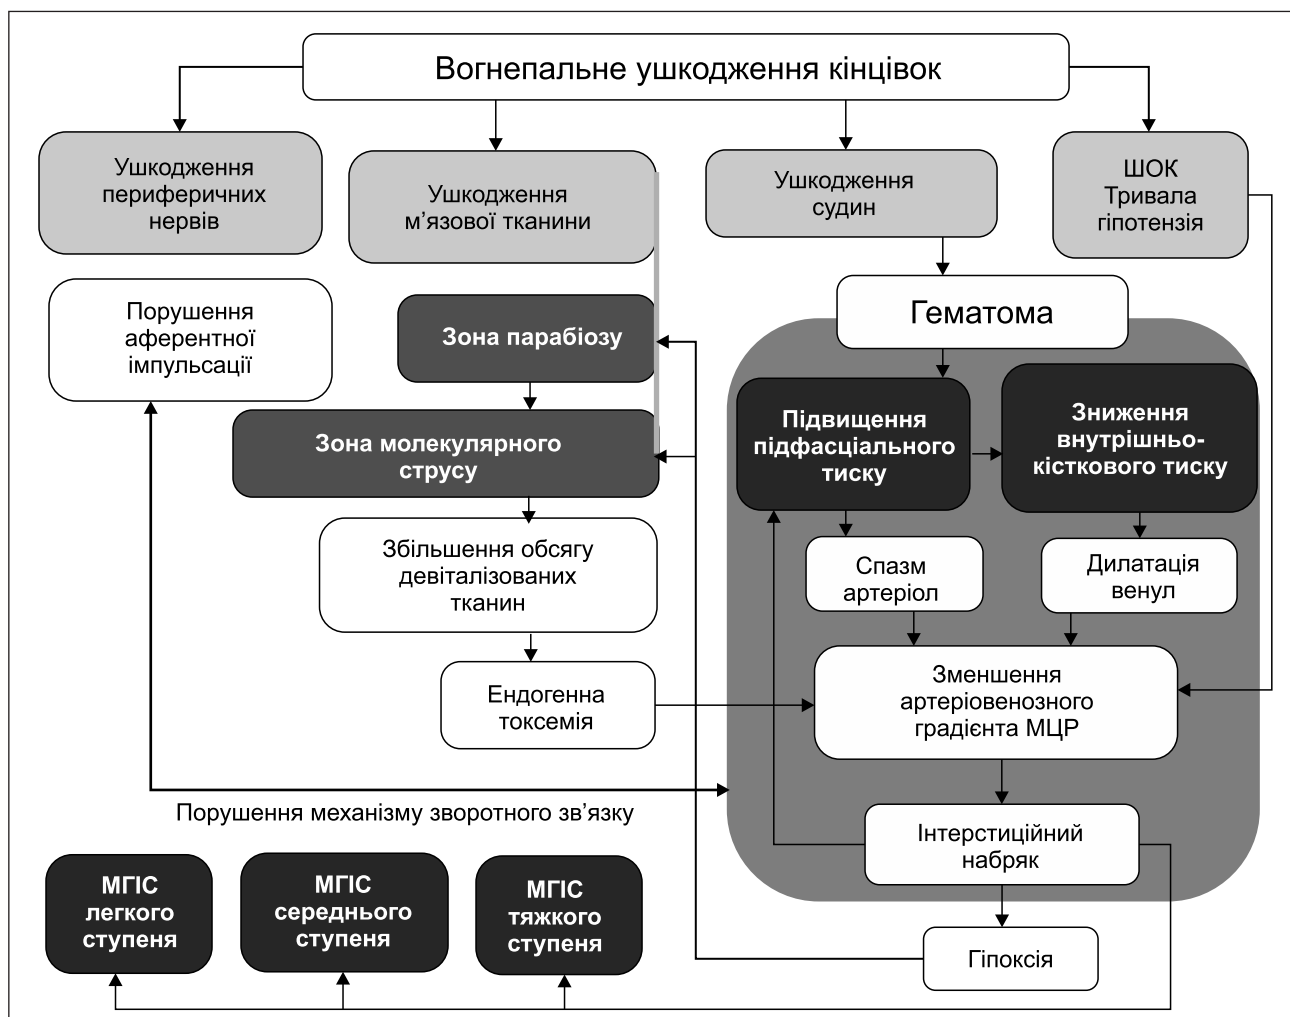 Вогнепальне ушкодження кінцівок
Ушкодження
периферичних
нервів
Ушкодження
м’язової тканини
Ушкодження
судин
ШОК
Тривала
гіпотензія
Порушення
аферентної
імпульсації
Зона парабіозу
Гематома
Зона молекулярного
струсу
Підвищення
підфасціального
тиску
Зниження
внутрішньо-
кісткового тиску
Збільшення обсягу
девіталізованих
тканин
Спазм
артеріол
Дилатація
венул
Ендогенна
токсемія
Зменшення
артеріовенозного
градієнта МЦР
Порушення механізму зворотного зв’язку
Інтерстиційний
набряк
МГІС
легкого
ступеня
МГІС
середнього
ступеня
МГІС
тяжкого
ступеня
Гіпоксія